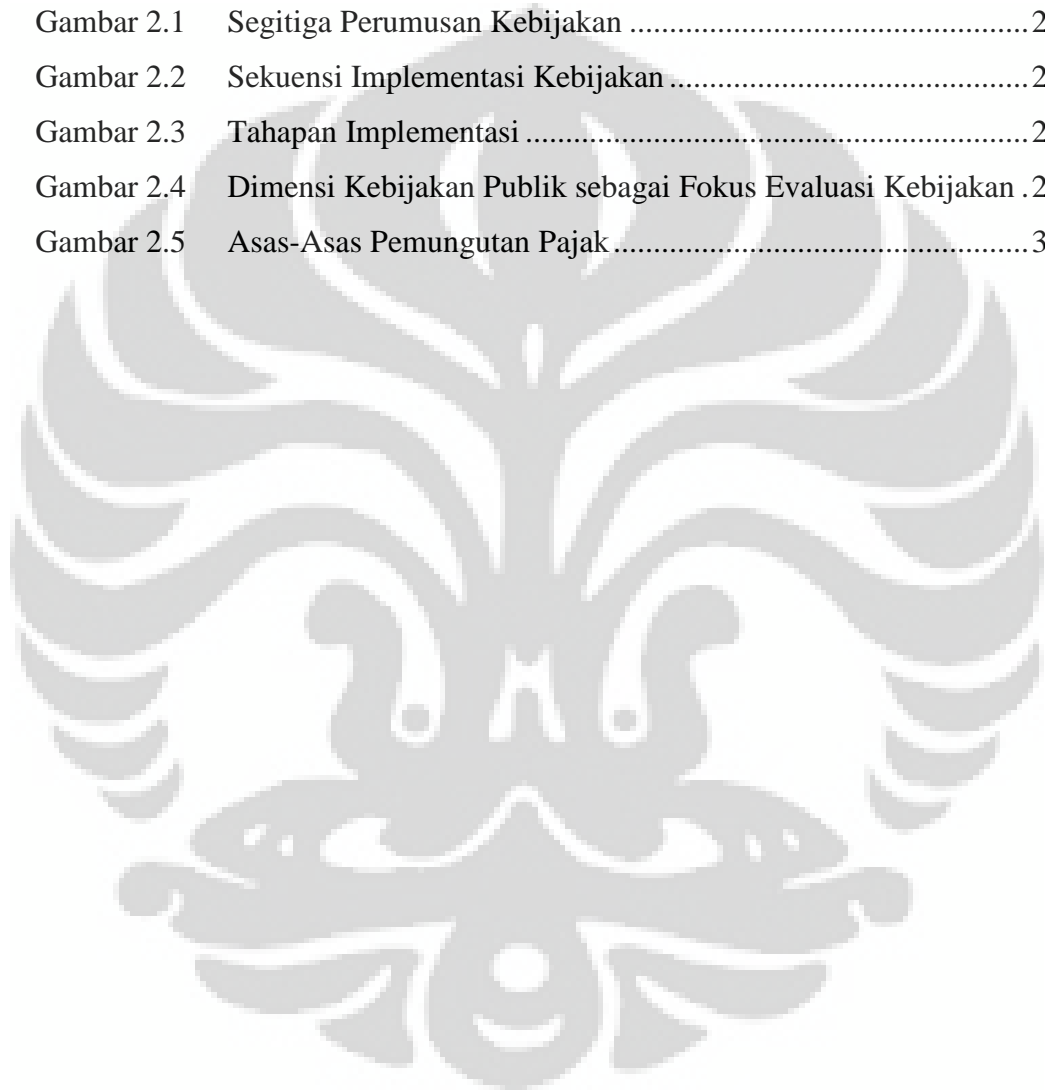 Gambar 2.1 Segitiga Perumusan Kebijakan ................................................ 2
Gambar 2.2 Sekuensi Implementasi Kebijakan ........................................... 2
Gambar 2.3 Tahapan Implementasi ............................................................. 2
Gambar 2.4 Dimensi Kebijakan Publik sebagai Fokus Evaluasi Kebijakan . 2
Gambar 2.5 Asas-Asas Pemungutan Pajak .................................................. 3